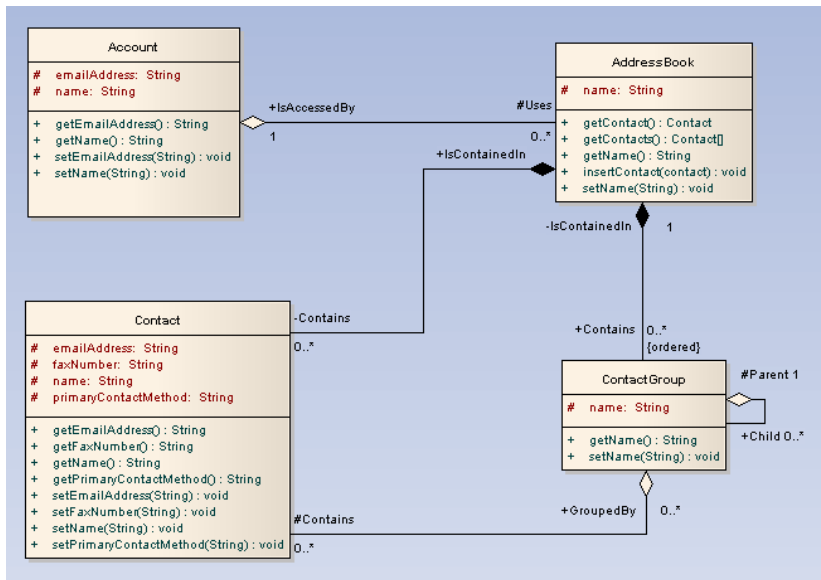 Account
# emailAddress: String
# name: String
+ getEmailAddress() : String
+ getName() : String
+ setEmailAddress(String) : void
+ setName(String) : void
+IsAccessedBy
1
#Uses
0..*
AddressBook
# name: String
+ getContact() : Contact
+ getContacts() : Contact[]
+ getName() : String
+ insertContact(contact) : void
+ setName(String) : void
+IsContainedIn
-IsContainedIn
1
Contact
# emailAddress: String
# faxNumber: String
# name: String
# primaryContactMethod: String
+ getEmailAddress() : String
+ getFaxNumber() : String
+ getName() : String
+ getPrimaryContactMethod() : String
+ setEmailAddress(String) : void
+ setFaxNumber(String) : void
+ setName(String) : void
+ setPrimaryContactMethod(String) : void
-Contains
0..*
+Contains
0..*
{ordered}
ContactGroup
# name: String
+ getName() : String
+ setName(String) : void
#Parent 1
+Child 0..*
+GroupedBy
0..*
#Contains
0..*